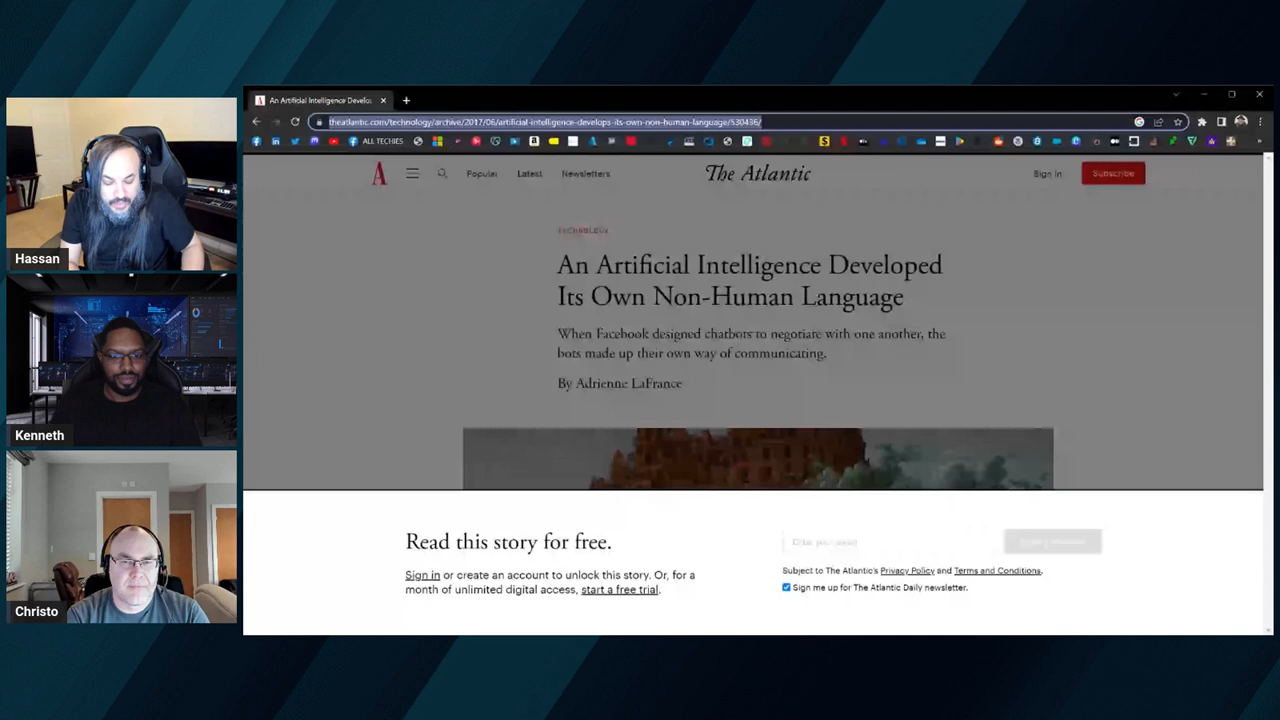 Hassan
Kenneth
Christo
An Artificial Intelligence Develo
theatlantic.com/technology/archive/2017/06/artificial-intelligence-develops-its-own-non-human-language/530436/
ALL TECHIES
Popular
Latest
Newsletters
The Atlantic
Sign In
Subscribe
TECHNOLOGY
An Artificial Intelligence Developed
Its Own Non-Human Language
When Facebook designed chatbots to negotiate with one another, the
bots made up their own way of communicating.
By Adrienne LaFrance
Read this story for free.
Sign in or create an account to unlock this story. Or, for a
month of unlimited digital access, start a free trial.
Subject to The Atlantic's Privacy Policy and Terms and Conditions.
Sign me up for The Atlantic Daily newsletter.